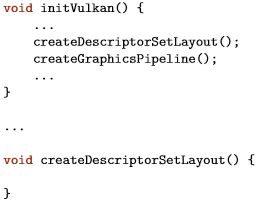 void initVulkan() {
    ...
    createDescriptorSetLayout();
    createGraphicsPipeline();
    ...
}
...
void createDescriptorSetLayout() {
}